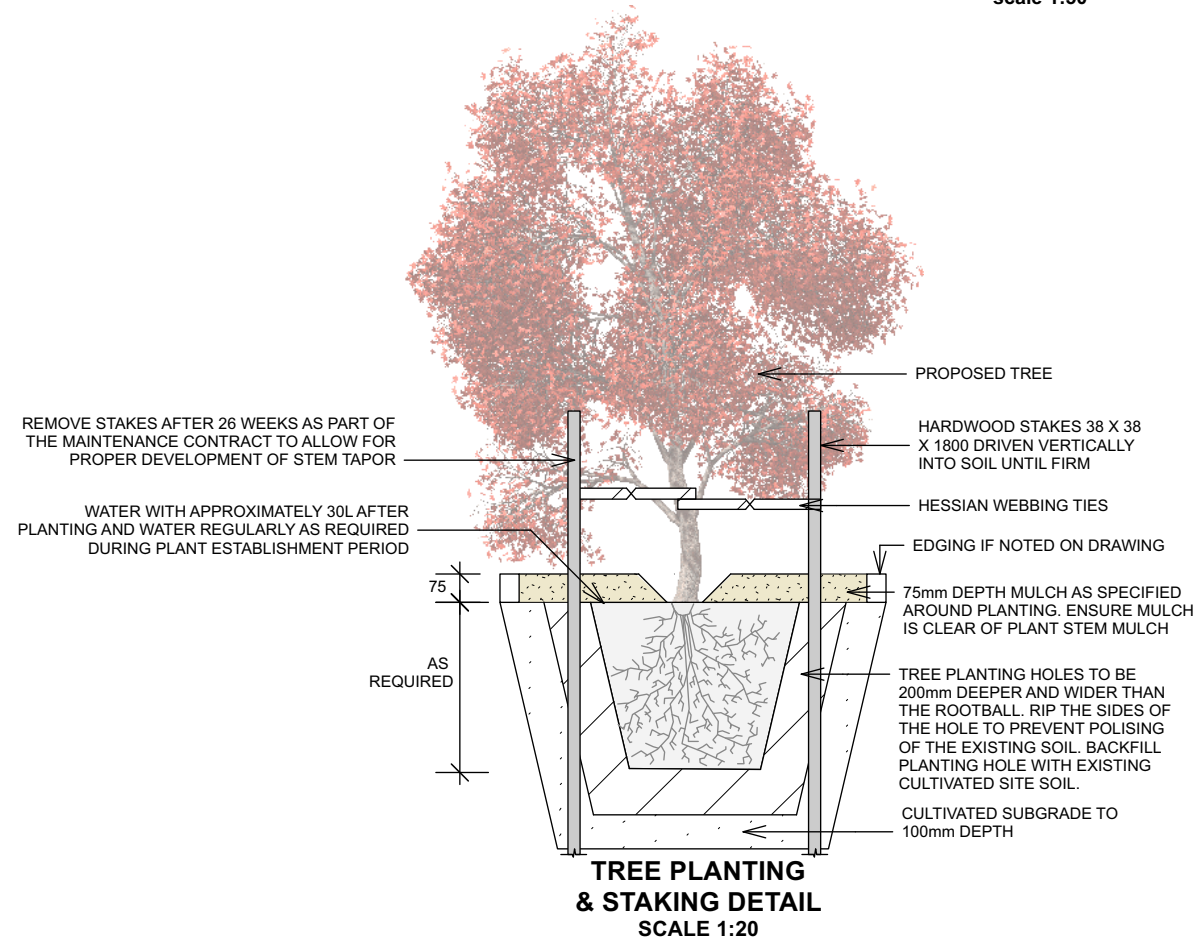 scale 1:50
PROPOSED TREE
REMOVE STAKES AFTER 26 WEEKS AS PART OF
THE MAINTENANCE CONTRACT TO ALLOW FOR
PROPER DEVELOPMENT OF STEM TAPOR
HARDWOOD STAKES 38 X 38
X 1800 DRIVEN VERTICALLY
INTO SOIL UNTIL FIRM
WATER WITH APPROXIMATELY 30L AFTER
PLANTING AND WATER REGULARLY AS REQUIRED
DURING PLANT ESTABLISHMENT PERIOD
HESSIAN WEBBING TIES
EDGING IF NOTED ON DRAWING
75
75mm DEPTH MULCH AS SPECIFIED
AROUND PLANTING. ENSURE MULCH
IS CLEAR OF PLANT STEM MULCH
AS
REQUIRED
TREE PLANTING HOLES TO BE
200mm DEEPER AND WIDER THAN
THE ROOTBALL. RIP THE SIDES OF
THE HOLE TO PREVENT POLISING
OF THE EXISTING SOIL. BACKFILL
PLANTING HOLE WITH EXISTING
CULTIVATED SITE SOIL.
CULTIVATED SUBGRADE TO
100mm DEPTH
TREE PLANTING
& STAKING DETAIL
SCALE 1:20